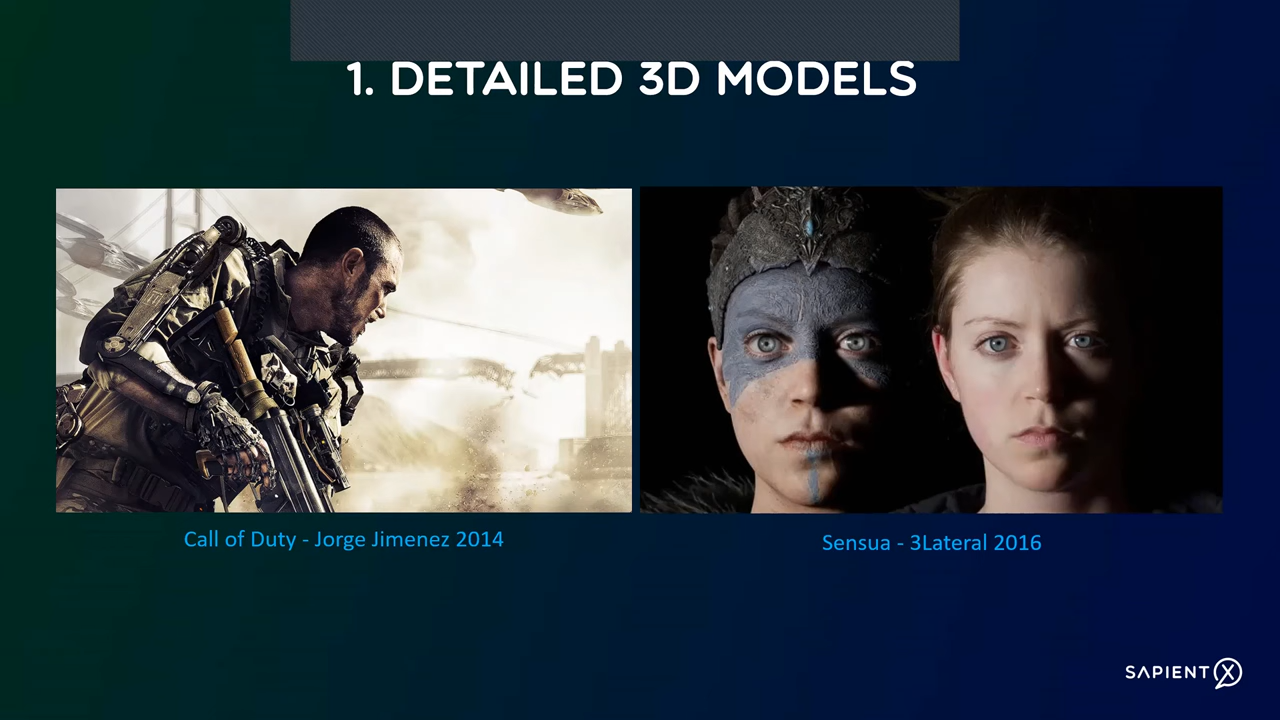 1. DETAILED 3D MODELS
Call of Duty - Jorge Jimenez 2014
Sensua - 3Lateral 2016
SAPIENT X